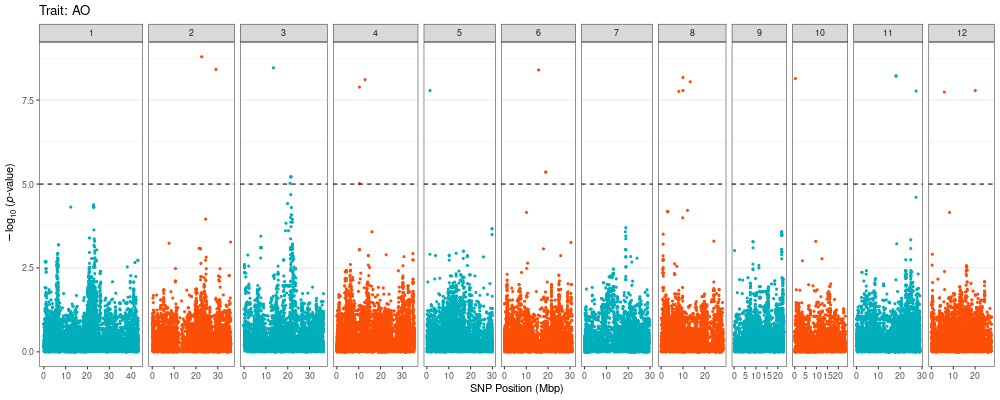 Trait: AO
1 2 3 4 5 6 7 8 9 10 11 12
7.5
5.0
2.5
0.0
− log10 (p-value)
0 10 20 30 40 0 10 20 30 0 10 20 30 0 10 20 30 0 10 20 30 0 10 20 30 0 10 20 30 0 10 20 0 5 10 15 20 0 5 10 15 20 0 10 20 30 0 10 20
SNP Position (Mbp)